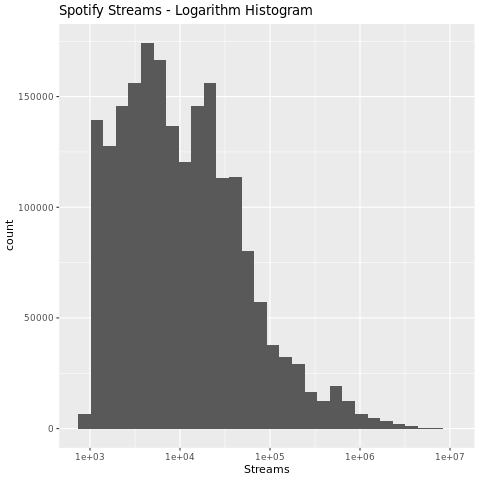 Spotify Streams - Logarithm Histogram
count
150000
100000
50000
0
1e+03 1e+04 1e+05 1e+06 1e+07
Streams